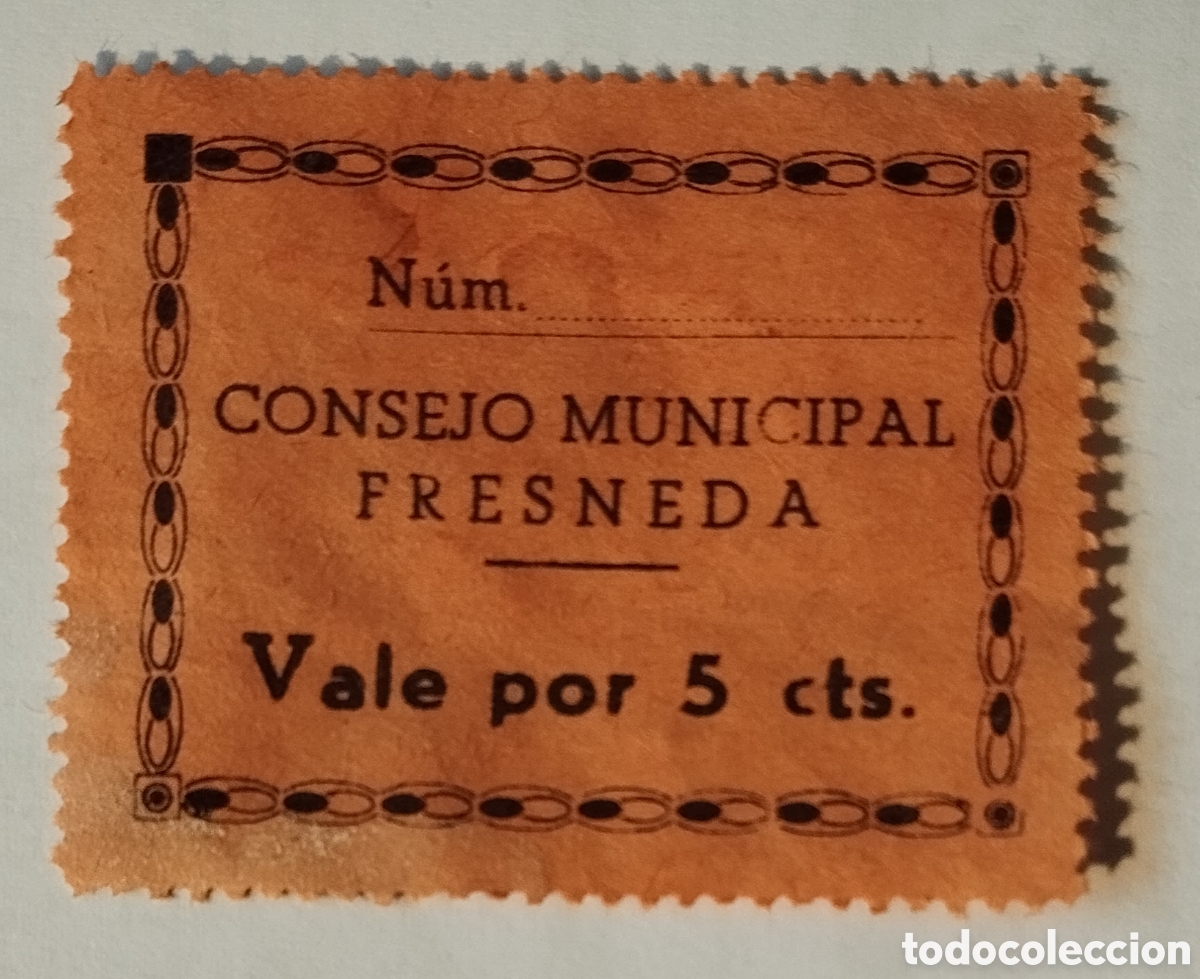 Núm.
CONSEJO MUNICIPAL
FRESNEDA
Vale por 5 cts.
todocoleccion